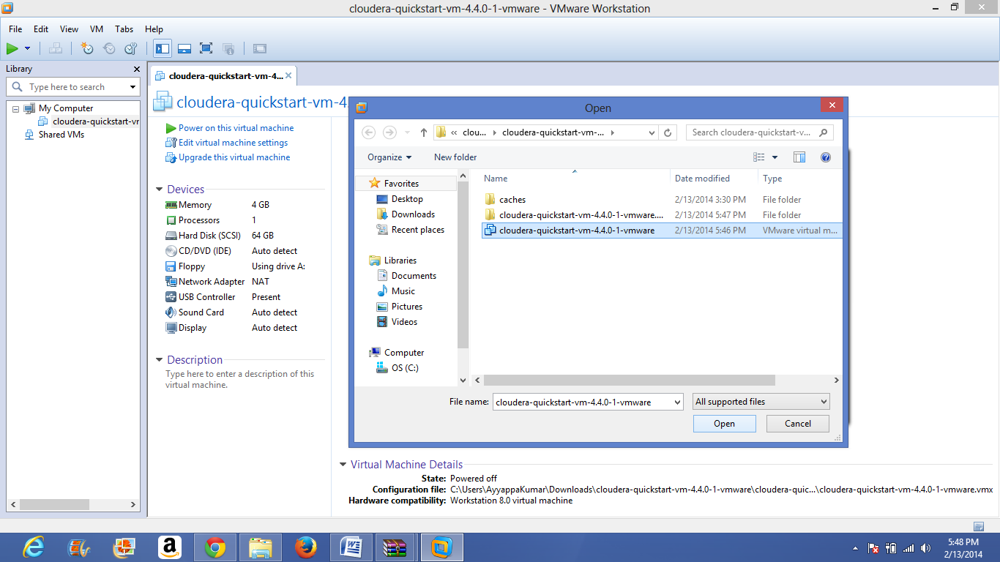 cloudera-quickstart-vm-4.4.0-1-vmware - VMware Workstation
File Edit View VM Tabs Help
Library
Type here to search
My Computer
cloudera-quickstart-vr
Shared VMs
cloudera-quickstart-vm-4...
cloudera-quickstart-vm-4
Power on this virtual machine
Edit virtual machine settings
Upgrade this virtual machine
Devices
Memory 4 GB
Processors 1
Hard Disk (SCSI) 64 GB
CD/DVD (IDE) Auto detect
Floppy Using drive A:
Network Adapter NAT
USB Controller Present
Sound Card Auto detect
Display Auto detect
Description
Type here to enter a description of this
virtual machine.
Open
« clou... cloudera-quickstart-vm-... Search cloudera-quickstart-v...
Organize New folder
Favorites
Desktop
Downloads
Recent places
Libraries
Documents
Music
Pictures
Videos
Computer
OS (C:)
Name Date modified Type
caches 2/13/2014 3:30 PM File folder
cloudera-quickstart-vm-4.4.0-1-vmware.... 2/13/2014 5:47 PM File folder
cloudera-quickstart-vm-4.4.0-1-vmware 2/13/2014 5:46 PM VMware virtual m...
File name: cloudera-quickstart-vm-4.4.0-1-vmware All supported files
Open Cancel
Virtual Machine Details
State: Powered off
Configuration file: C:\Users\AyyappaKumar\Downloads\cloudera-quickstart-vm-4.4.0-1-vmware\cloudera-quic...\cloudera-quickstart-vm-4.4.0-1-vmware.vmx
Hardware compatibility: Workstation 8.0 virtual machine
5:48 PM
2/13/2014